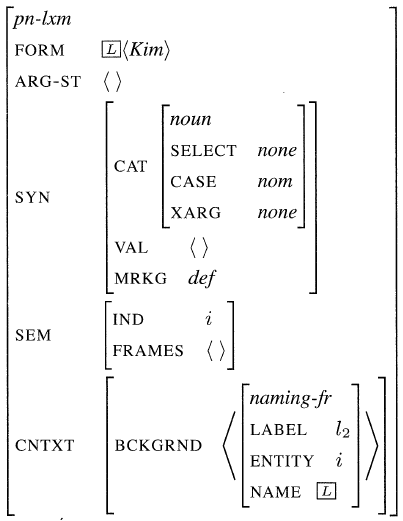 pn-lxm
FORM [L]⟨Kim⟩
ARG-ST ⟨ ⟩
noun
SELECT none
CAT
CASE nom
SYN
XARG none
VAL ⟨ ⟩
MRKG def
IND i
SEM
FRAMES ⟨ ⟩
naming-fr
LABEL l₂
CNTXT BCKGRND
ENTITY i
NAME [L]